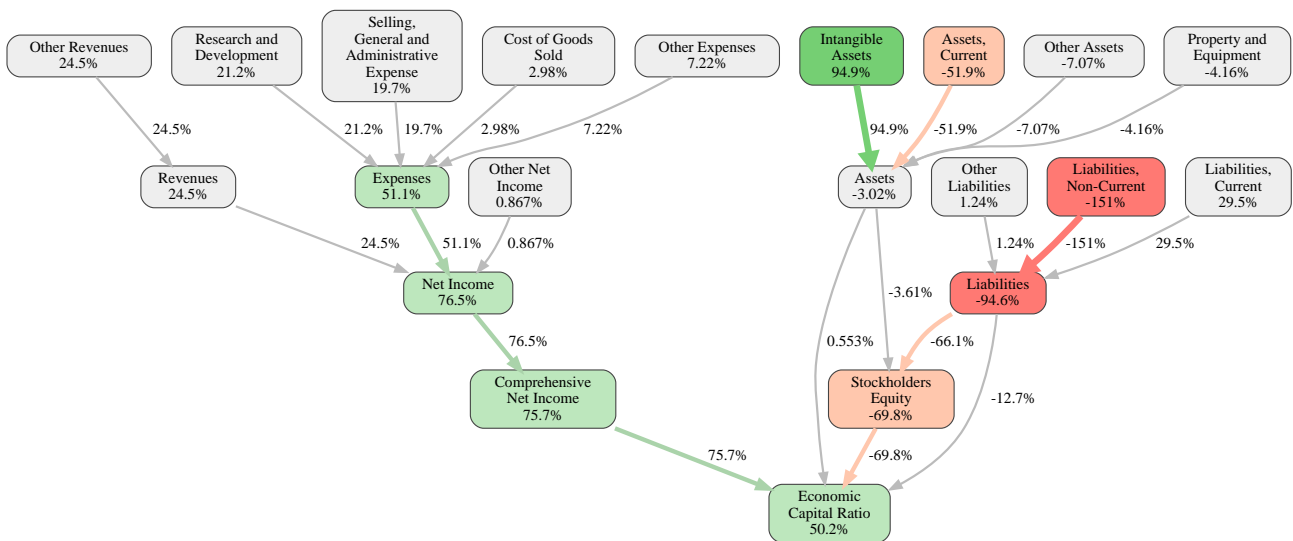 Other Revenues
24.5%
Research and
Development
21.2%
Selling,
General and
Administrative
Expense
19.7%
Cost of Goods
Sold
2.98%
Other Expenses
7.22%
Intangible
Assets
94.9%
Assets,
Current
-51.9%
Other Assets
-7.07%
Property and
Equipment
-4.16%
24.5%
21.2%
19.7%
2.98%
7.22%
94.9%
-51.9%
-7.07%
-4.16%
Revenues
24.5%
Expenses
51.1%
Other Net
Income
0.867%
Assets
-3.02%
Other
Liabilities
1.24%
Liabilities,
Non-Current
-151%
Liabilities,
Current
29.5%
24.5%
51.1%
0.867%
1.24%
-151%
29.5%
Net Income
76.5%
-3.61%
Liabilities
-94.6%
76.5%
0.553%
-66.1%
Comprehensive
Net Income
75.7%
Stockholders
Equity
-69.8%
-12.7%
75.7%
-69.8%
Economic
Capital Ratio
50.2%